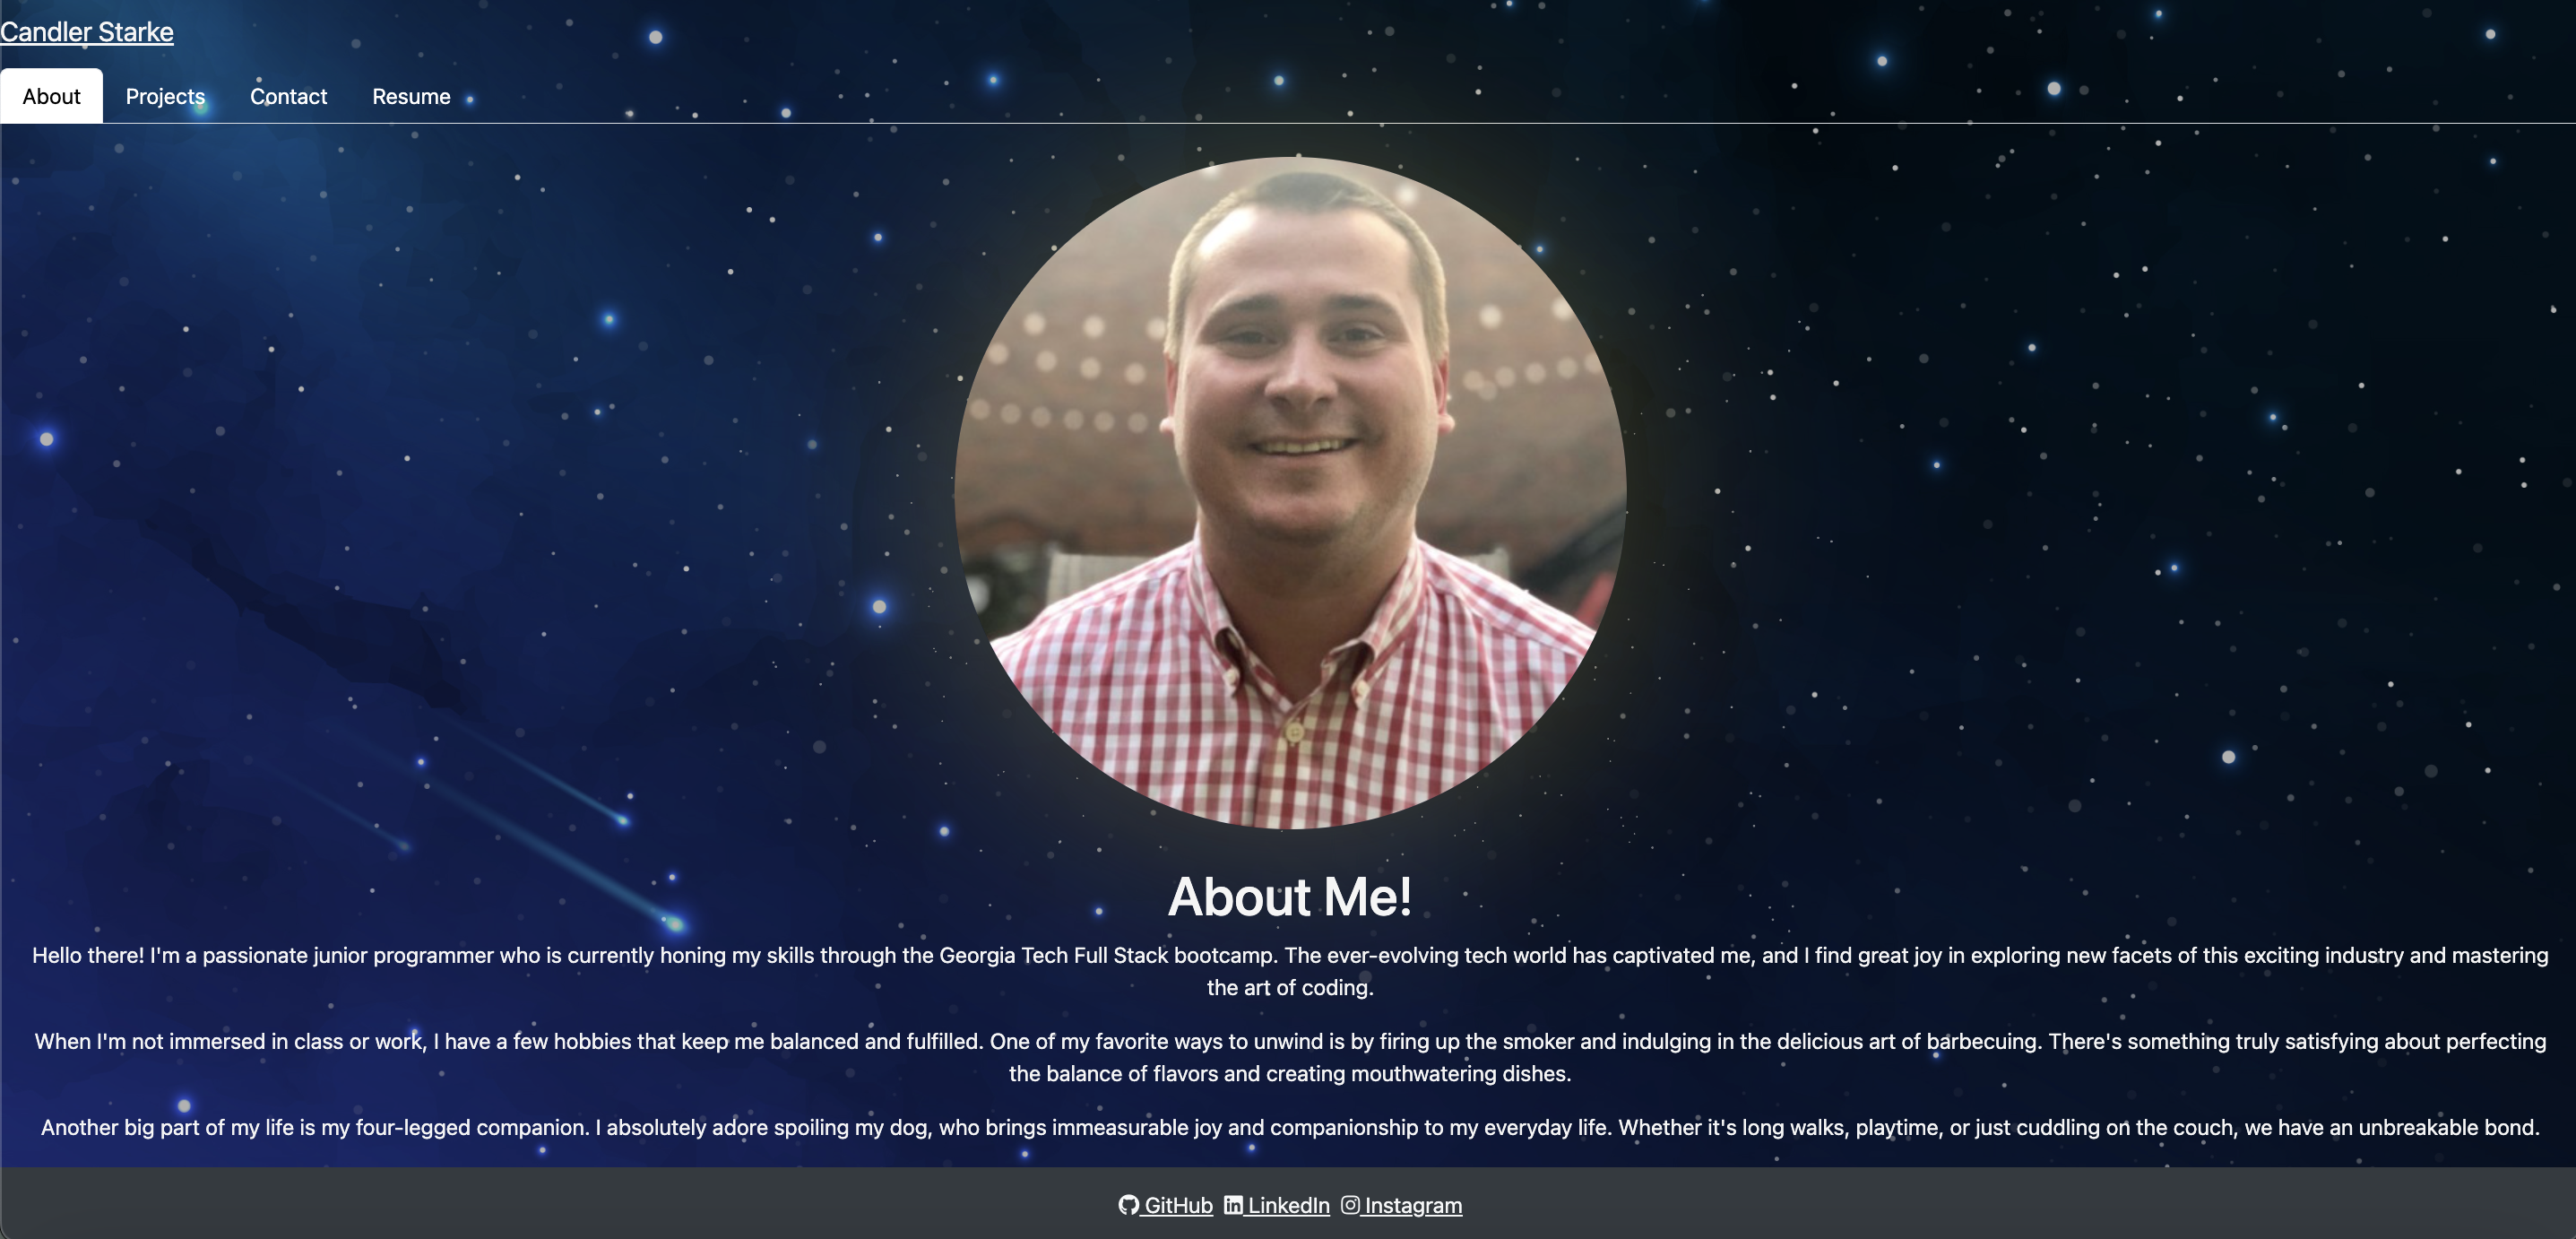 Candler Starke
About Projects Contact Resume
About Me!
Hello there! I'm a passionate junior programmer who is currently honing my skills through the Georgia Tech Full Stack bootcamp. The ever-evolving tech world has captivated me, and I find great joy in exploring new facets of this exciting industry and mastering
the art of coding.
When I'm not immersed in class or work, I have a few hobbies that keep me balanced and fulfilled. One of my favorite ways to unwind is by firing up the smoker and indulging in the delicious art of barbecuing. There's something truly satisfying about perfecting
the balance of flavors and creating mouthwatering dishes.
Another big part of my life is my four-legged companion. I absolutely adore spoiling my dog, who brings immeasurable joy and companionship to my everyday life. Whether it's long walks, playtime, or just cuddling on the couch, we have an unbreakable bond.
GitHub LinkedIn Instagram